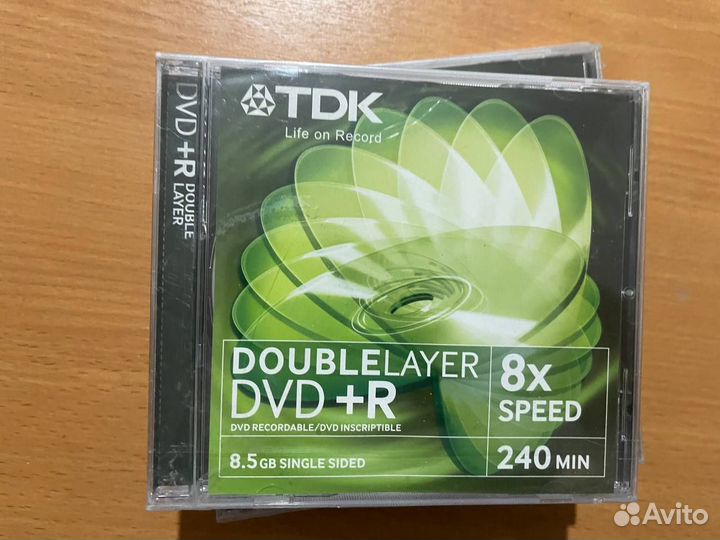 DVD +R DOUBLE
LAYER
TDK
Life on Record
DOUBLELAYER
DVD +R
DVD RECORDABLE/DVD INSCRIPTIBLE
8.5 GB SINGLE SIDED
8x
SPEED
240 MIN
Avito